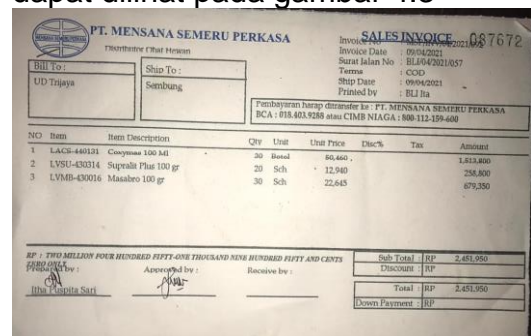 dapat dilihat pada gambar 4.8
PT. MENSANA SEMERU PERKASA
Distributor Obat Hewan
SALES INVOICE 087672
Invoice No
Invoice Date : 09/04/2021
Surat Jalan No : BLI/04/2021/057
Terms : COD
Ship Date : 09/04/2021
Printed by : BLI Ita
Bill To :
UD Trijaya
Ship To :
Sembung
Pembayaran harap ditransfer ke : PT. MENSANA SEMERU PERKASA
BCA : 018.403.9288 atau CIMB NIAGA : 800-112-159-600
NO Item Item Description Qty Unit Unit Price Disc% Tax Amount
1 LACS-440131 Coxymas 100 Ml 30 Botol 50,460 1,513,800
2 LVSU-430314 Supralit Plus 100 gr 20 Sch 12,940 258,800
3 LVMB-430016 Masabro 100 gr 30 Sch 22,645 679,350
RP : TWO MILLION FOUR HUNDRED FIFTY-ONE THOUSAND NINE HUNDRED FIFTY AND CENTS
ZERO ONLY
Prepared by : Approved by : Receive by :
Itha Puspita Sari
Sub Total : RP 2,451,950
Discount : RP
Total : RP 2,451,950
Down Payment : RP